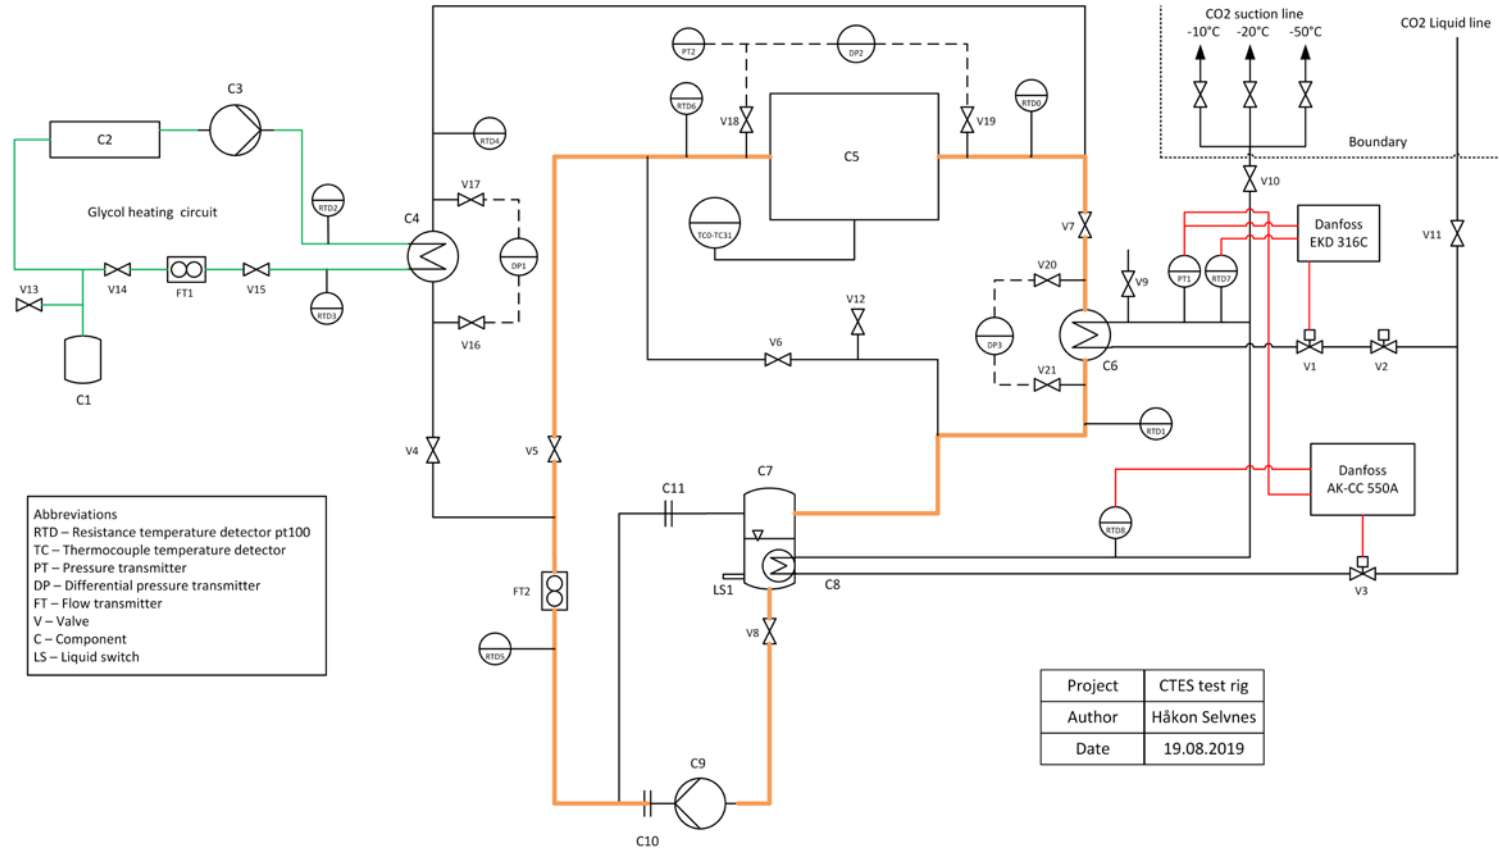 CO2 suction line
-10°C -20°C -50°C
CO2 Liquid line
Boundary
C3
C2
Glycol heating circuit
RTD2
C4
V13
V14
FT1
V15
RTD3
C1
RTD4
V17
DP1
V16
V4
V5
PT2
DP2
RTD6
V18
V19
RTD0
C5
TC0-TC31
V7
V20
V9
DP3
V21
C6
V12
V6
RTD1
V10
Danfoss
EKD 316C
PT1
RTD7
V11
V1
V2
Danfoss
AK-CC 550A
RTD8
V3
C7
C11
LS1
C8
V8
FT2
RTD5
C9
C10
Abbreviations
RTD – Resistance temperature detector pt100
TC – Thermocouple temperature detector
PT – Pressure transmitter
DP – Differential pressure transmitter
FT – Flow transmitter
V – Valve
C – Component
LS – Liquid switch
Project CTES test rig
Author Håkon Selvnes
Date 19.08.2019